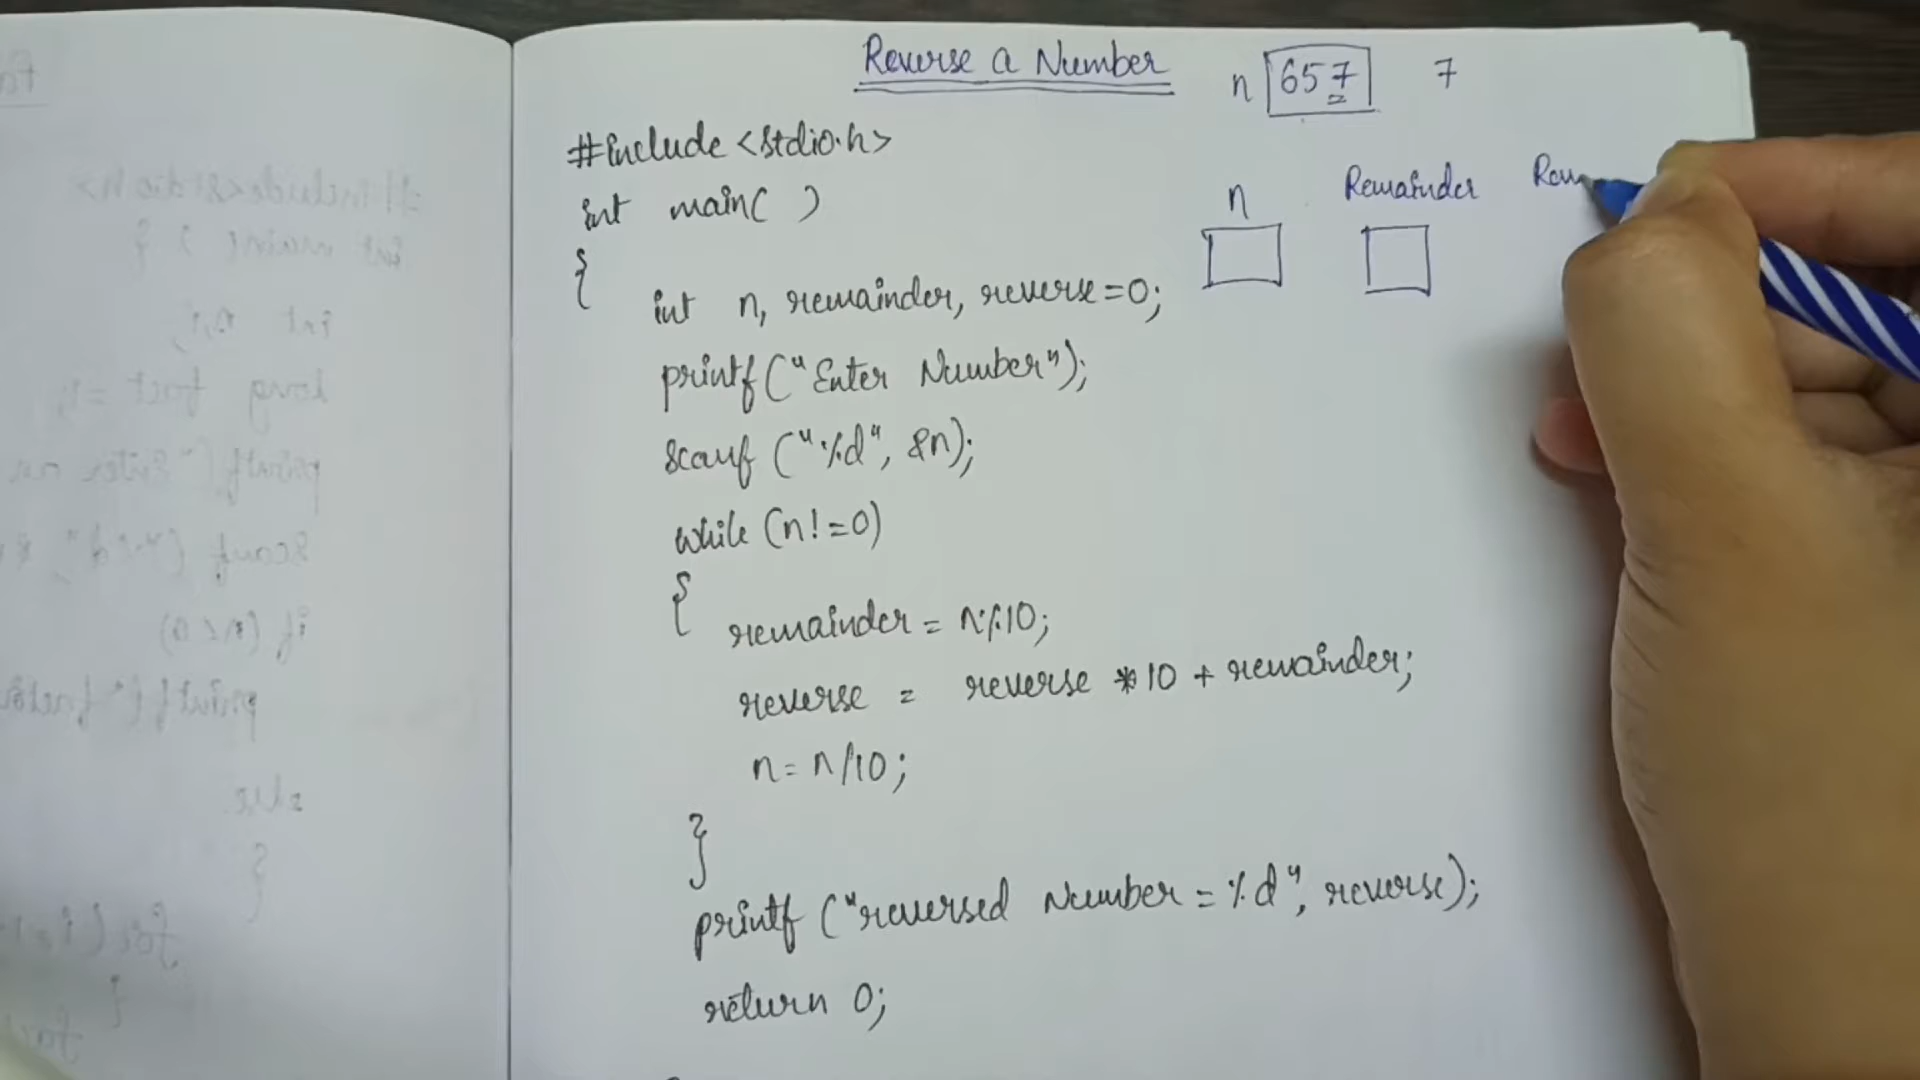 Reverse a Number
n 657 7
#include <stdio.h>
int main( )
n Remainder
{
int n, remainder, reverse=0;
printf("Enter Number");
scanf ("%d", &n);
while (n!=0)
{
remainder = n%10;
reverse = reverse *10 + remainder;
n= n/10;
}
printf ("reversed Number = %d", reverse);
return 0;